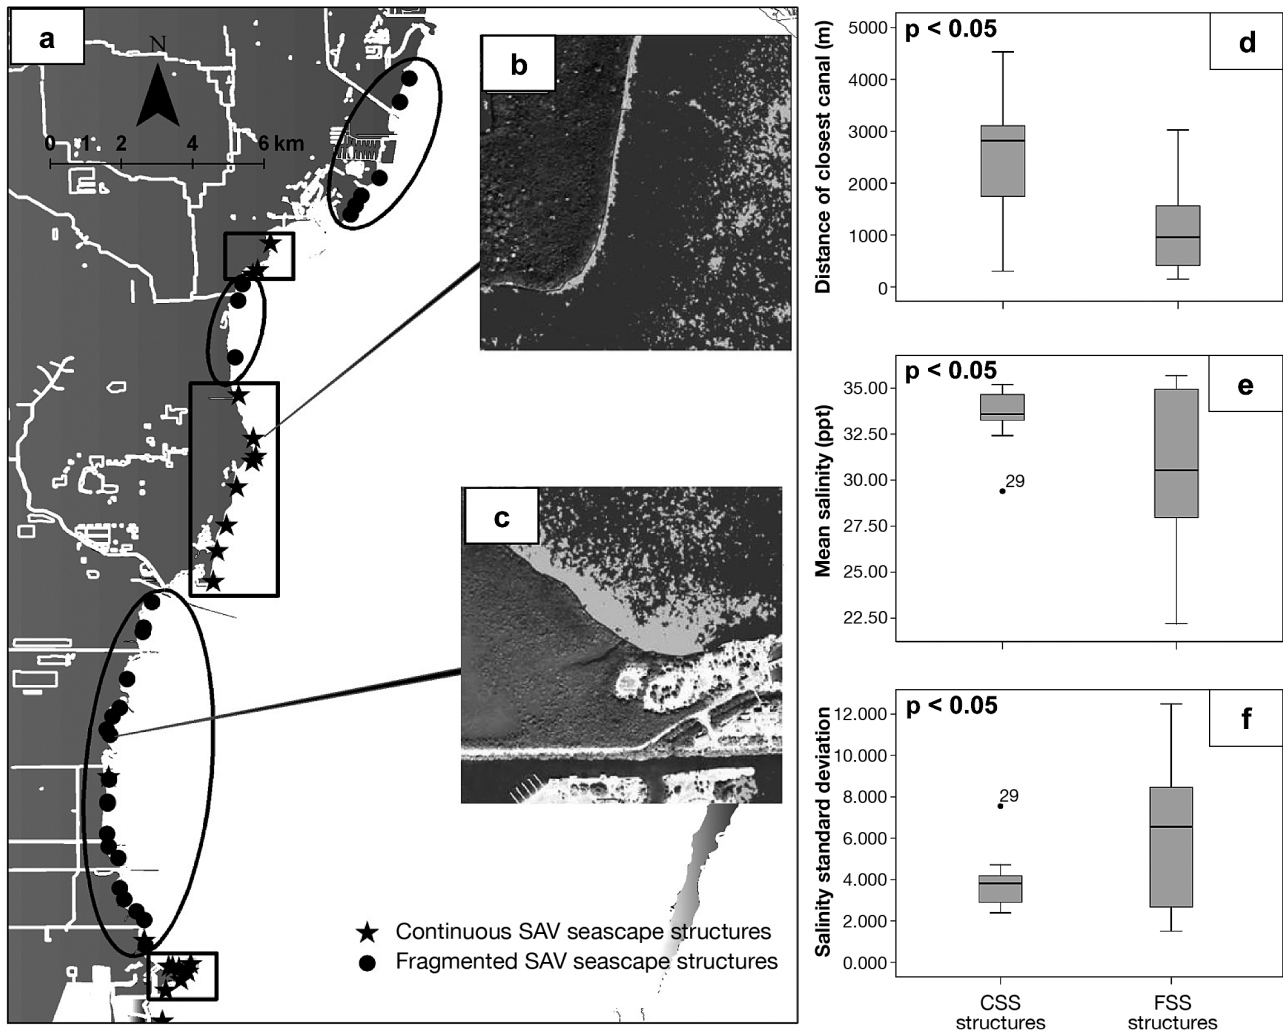 a
N
0 1 2 4 6 km
b
c
Continuous SAV seascape structures
Fragmented SAV seascape structures
Distance of closest canal (m)
p < 0.05
d
5000
4000
3000
2000
1000
0
Mean salinity (ppt)
p < 0.05
e
35.00
32.50
30.00
27.50
25.00
22.50
29
Salinity standard deviation
p < 0.05
f
12.000
10.000
8.000
6.000
4.000
2.000
0.000
29
CSS
structures
FSS
structures